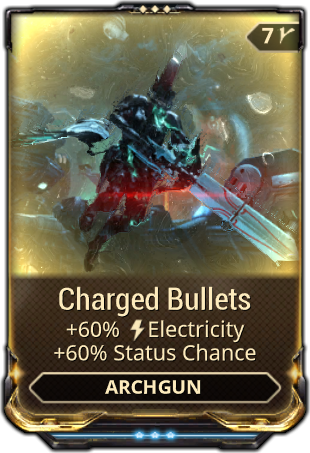 7
Charged Bullets
+60% Electricity
+60% Status Chance
ARCHGUN